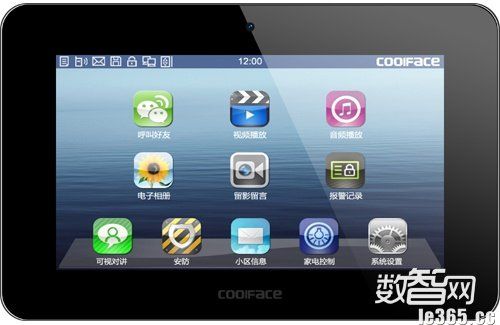 12:00
COOLFACE
呼叫好友
视频播放
音频播放
电子相册
留影留言
报警记录
可视对讲
安防
小区信息
家电控制
系统设置
COOLFACE
数智网
le365.cc